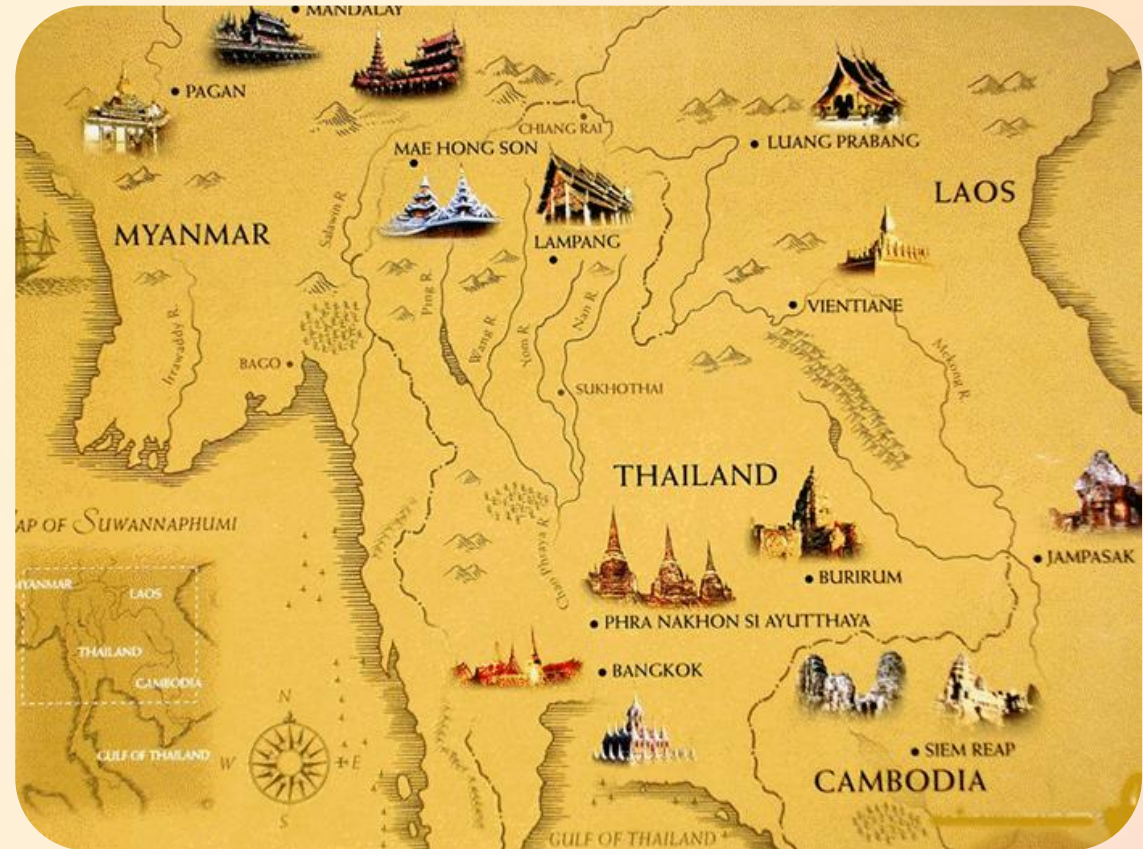 MANDALAY
PAGAN
CHIANG RAI
MAE HONG SON
LUANG PRABANG
LAOS
MYANMAR
Salawin R.
LAMPANG
VIENTIANE
Irrawaddy R.
Ping R.
Wang R.
Yom R.
Nan R.
Mekong R.
BAGO
SUKHOTHAI
THAILAND
AP OF SUWANNAPHUMI
Chao Phraya R.
JAMPASAK
BURIRUM
PHRA NAKHON SI AYUTTHAYA
MYANMAR
LAOS
THAILAND
CAMBODIA
GULF OF THAILAND
BANGKOK
N
W
E
S
SIEM REAP
CAMBODIA
GULF OF THAILAND